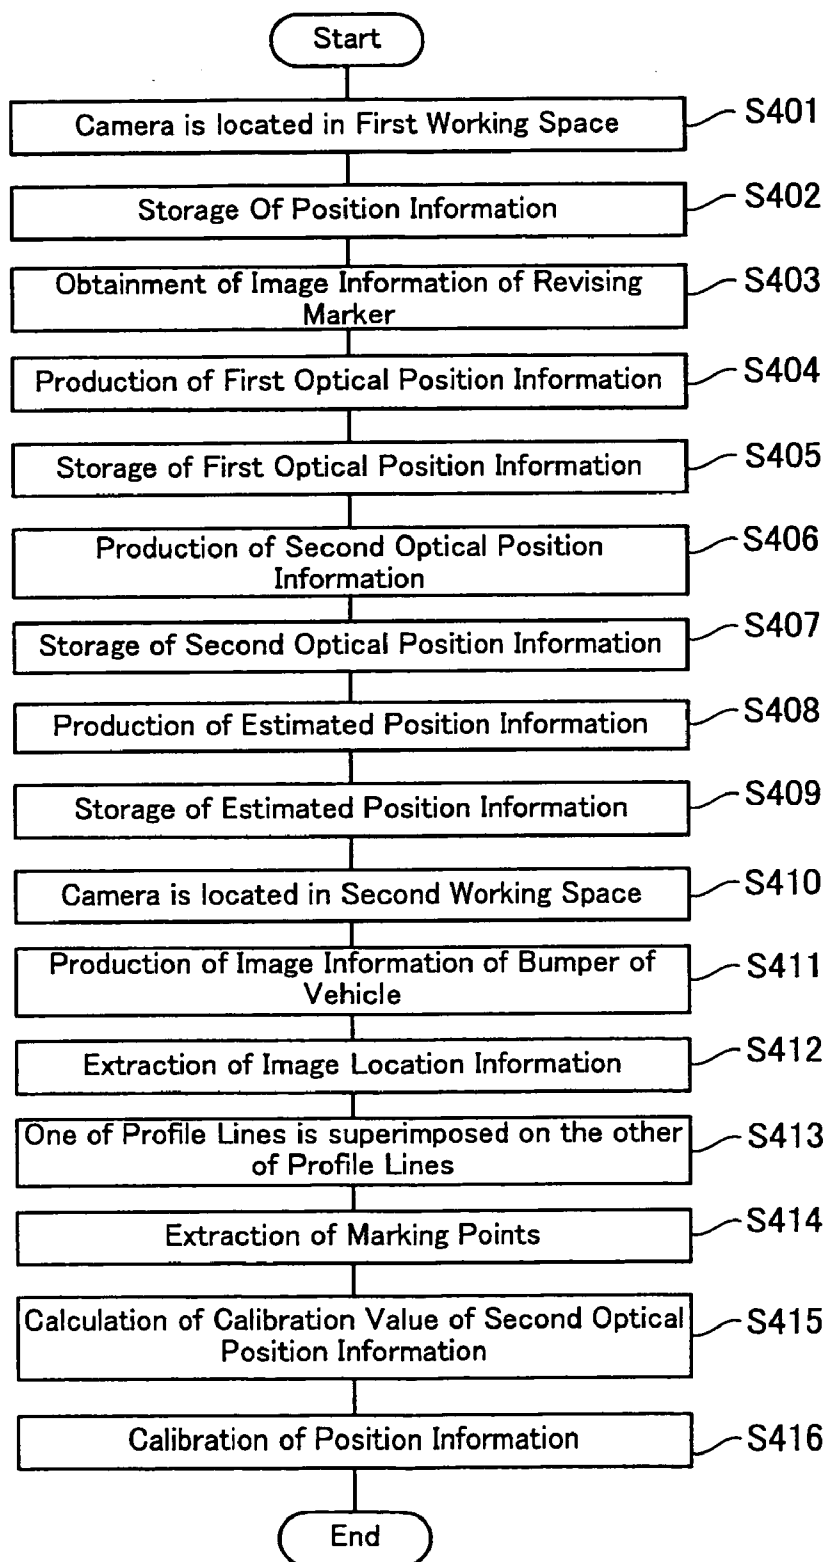 Start
Camera is located in First Working Space
S401
Storage Of Position Information
S402
Obtainment of Image Information of Revising
Marker
S403
Production of First Optical Position Information
S404
Storage of First Optical Position Information
S405
Production of Second Optical Position
Information
S406
Storage of Second Optical Position Information
S407
Production of Estimated Position Information
S408
Storage of Estimated Position Information
S409
Camera is located in Second Working Space
S410
Production of Image Information of Bumper of
Vehicle
S411
Extraction of Image Location Information
S412
One of Profile Lines is superimposed on the other
of Profile Lines
S413
Extraction of Marking Points
S414
Calculation of Calibration Value of Second Optical
Position Information
S415
Calibration of Position Information
S416
End